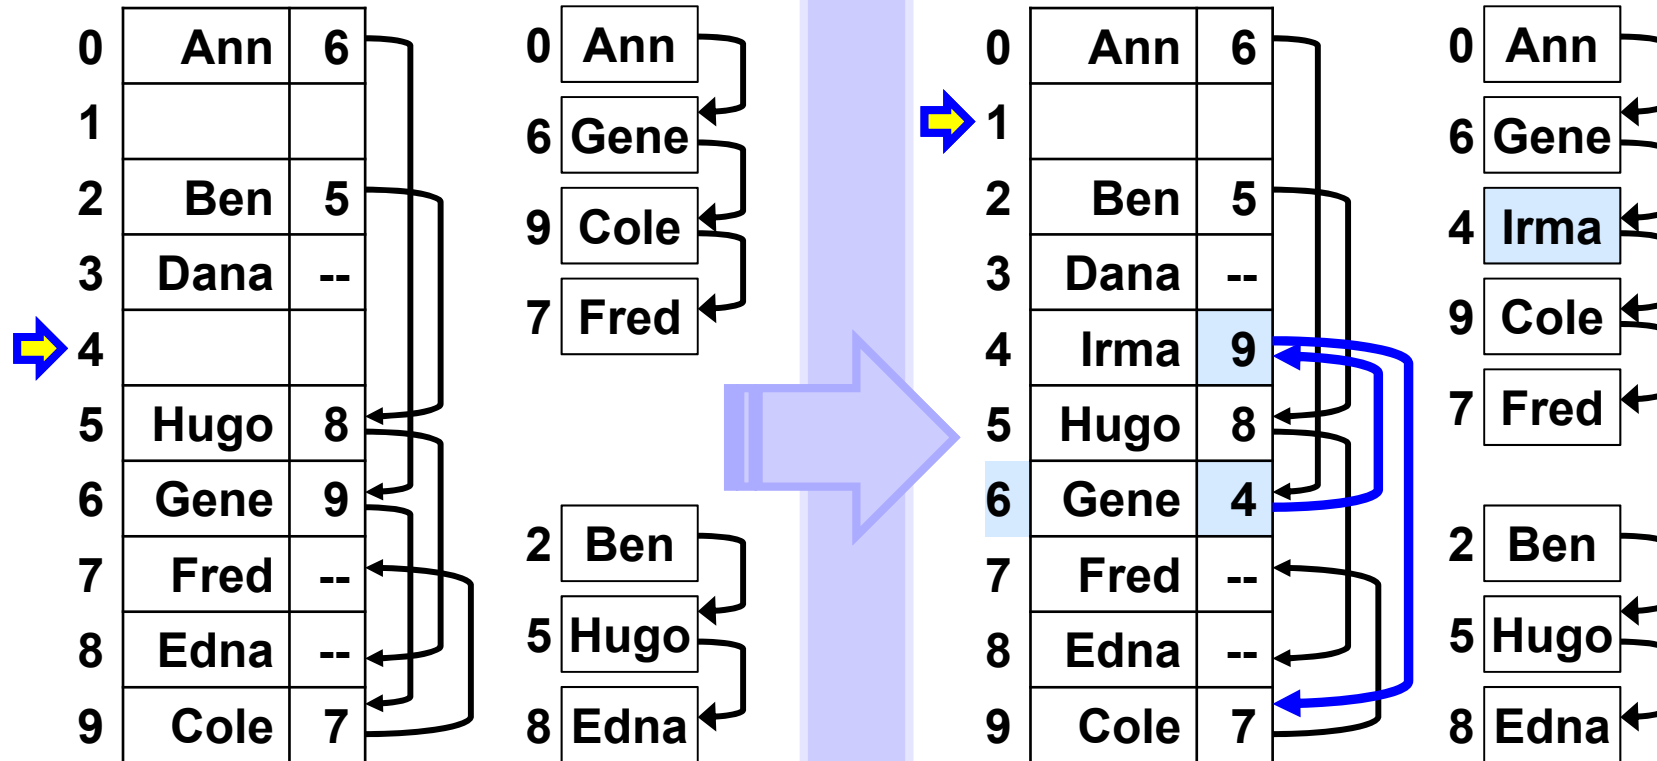 0 Ann 6
1
2 Ben 5
3 Dana --
4
5 Hugo 8
6 Gene 9
7 Fred --
8 Edna --
9 Cole 7
0 Ann
6 Gene
9 Cole
7 Fred
2 Ben
5 Hugo
8 Edna
0 Ann 6
1
2 Ben 5
3 Dana --
4 Irma 9
5 Hugo 8
6 Gene 4
7 Fred --
8 Edna --
9 Cole 7
0 Ann
6 Gene
4 Irma
9 Cole
7 Fred
2 Ben
5 Hugo
8 Edna